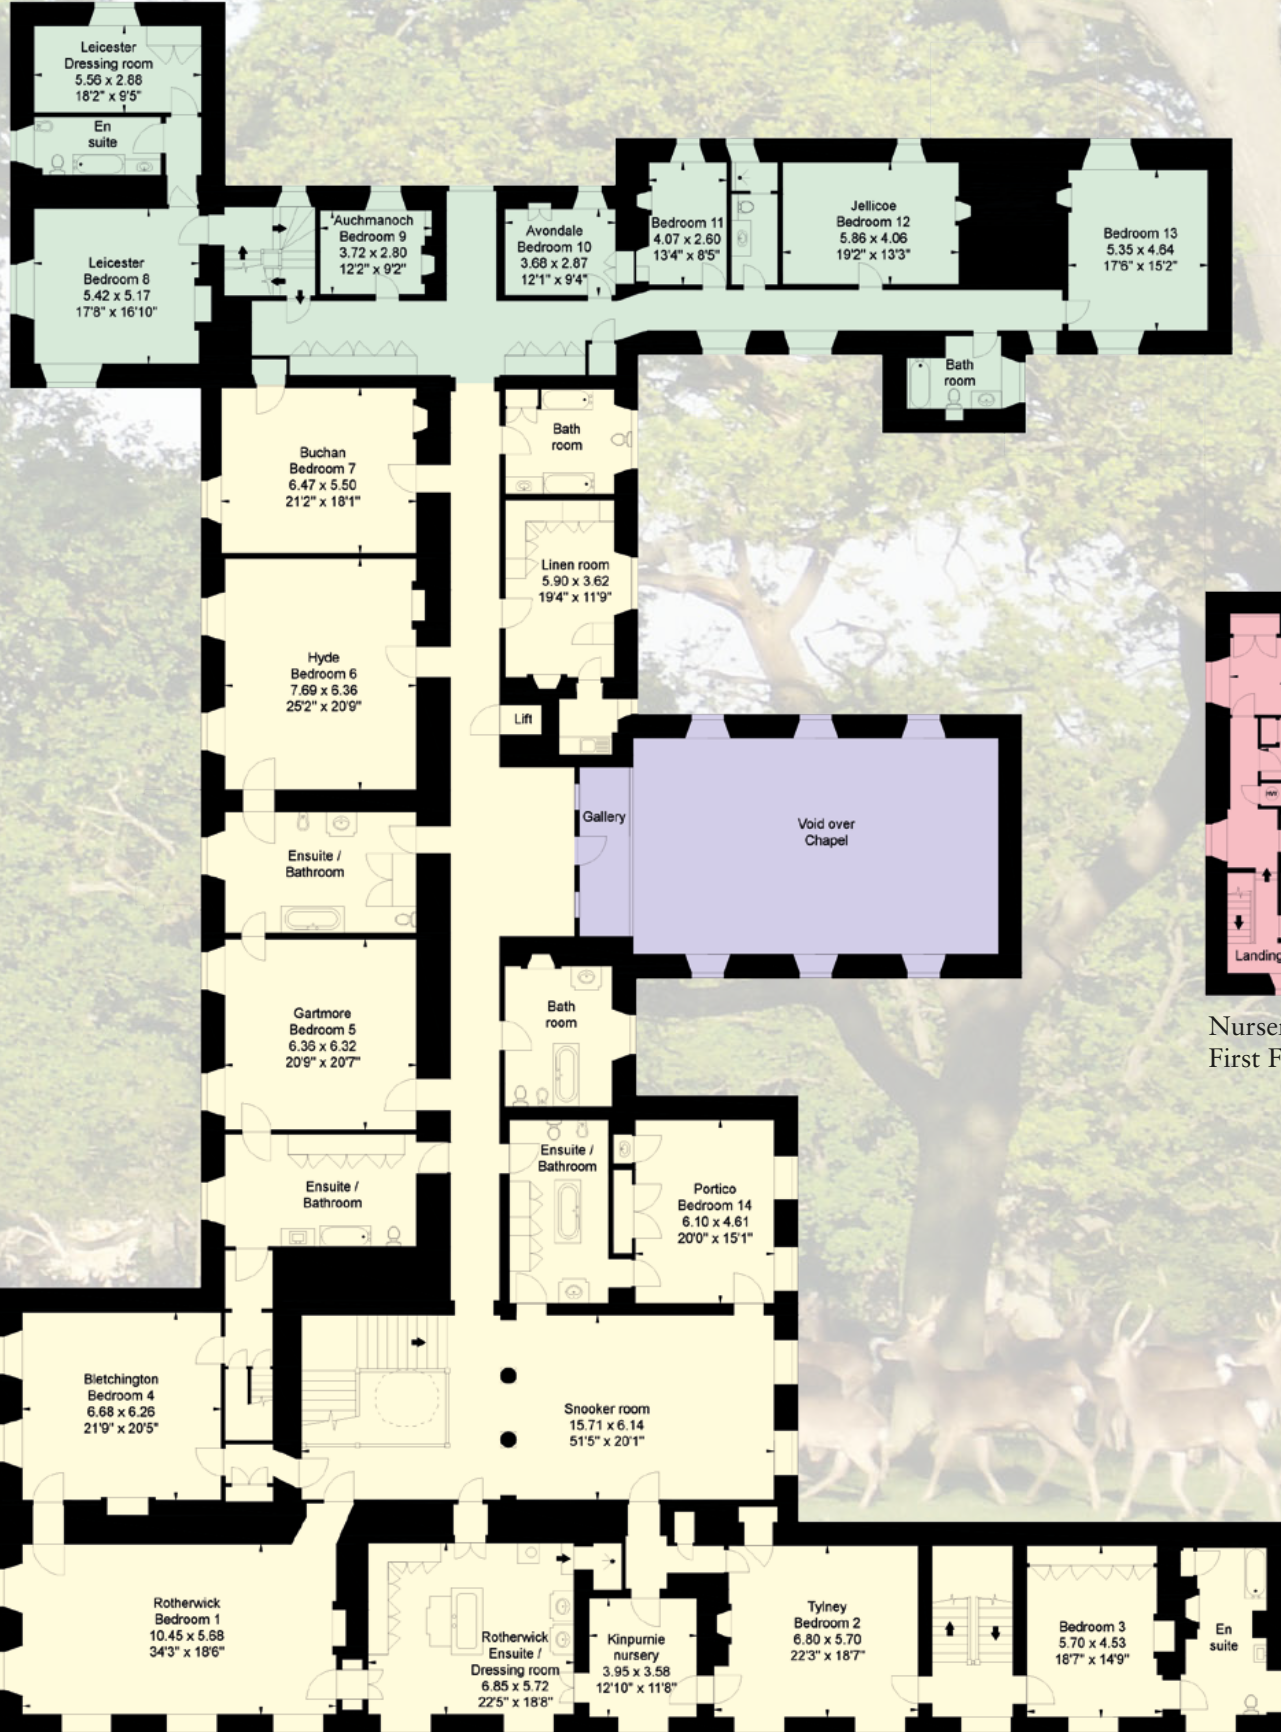 Leicester
Dressing room
5.56 x 2.88
18'2" x 9'5"
En
suite
Leicester
Bedroom 8
5.42 x 5.17
17'8" x 16'10"
Auchmanoch
Bedroom 9
3.72 x 2.80
12'2" x 9'2"
Avondale
Bedroom 10
3.68 x 2.87
12'1" x 9'4"
Bedroom 11
4.07 x 2.60
13'4" x 8'5"
Jellicoe
Bedroom 12
5.86 x 4.06
19'2" x 13'3"
Bedroom 13
5.35 x 4.64
17'6" x 15'2"
Bath
room
Buchan
Bedroom 7
6.47 x 5.50
21'2" x 18'1"
Bath
room
Linen room
5.90 x 3.62
19'4" x 11'9"
Hyde
Bedroom 6
7.69 x 6.36
25'2" x 20'9"
Lift
Gallery
Void over
Chapel
Ensuite /
Bathroom
Landing
Nurser
First F
Gartmore
Bedroom 5
6.36 x 6.32
20'9" x 20'7"
Bath
room
Ensuite /
Bathroom
Ensuite /
Bathroom
Portico
Bedroom 14
6.10 x 4.61
20'0" x 15'1"
Bletchington
Bedroom 4
6.68 x 6.26
21'9" x 20'5"
Snooker room
15.71 x 6.14
51'5" x 20'1"
Rotherwick
Bedroom 1
10.45 x 5.68
34'3" x 18'6"
Rotherwick
Ensuite /
Dressing room
6.85 x 5.72
22'5" x 18'8"
Kinpurnie
nursery
3.95 x 3.58
12'10" x 11'8"
Tylney
Bedroom 2
6.80 x 5.70
22'3" x 18'7"
Bedroom 3
5.70 x 4.53
18'7" x 14'9"
En
suite